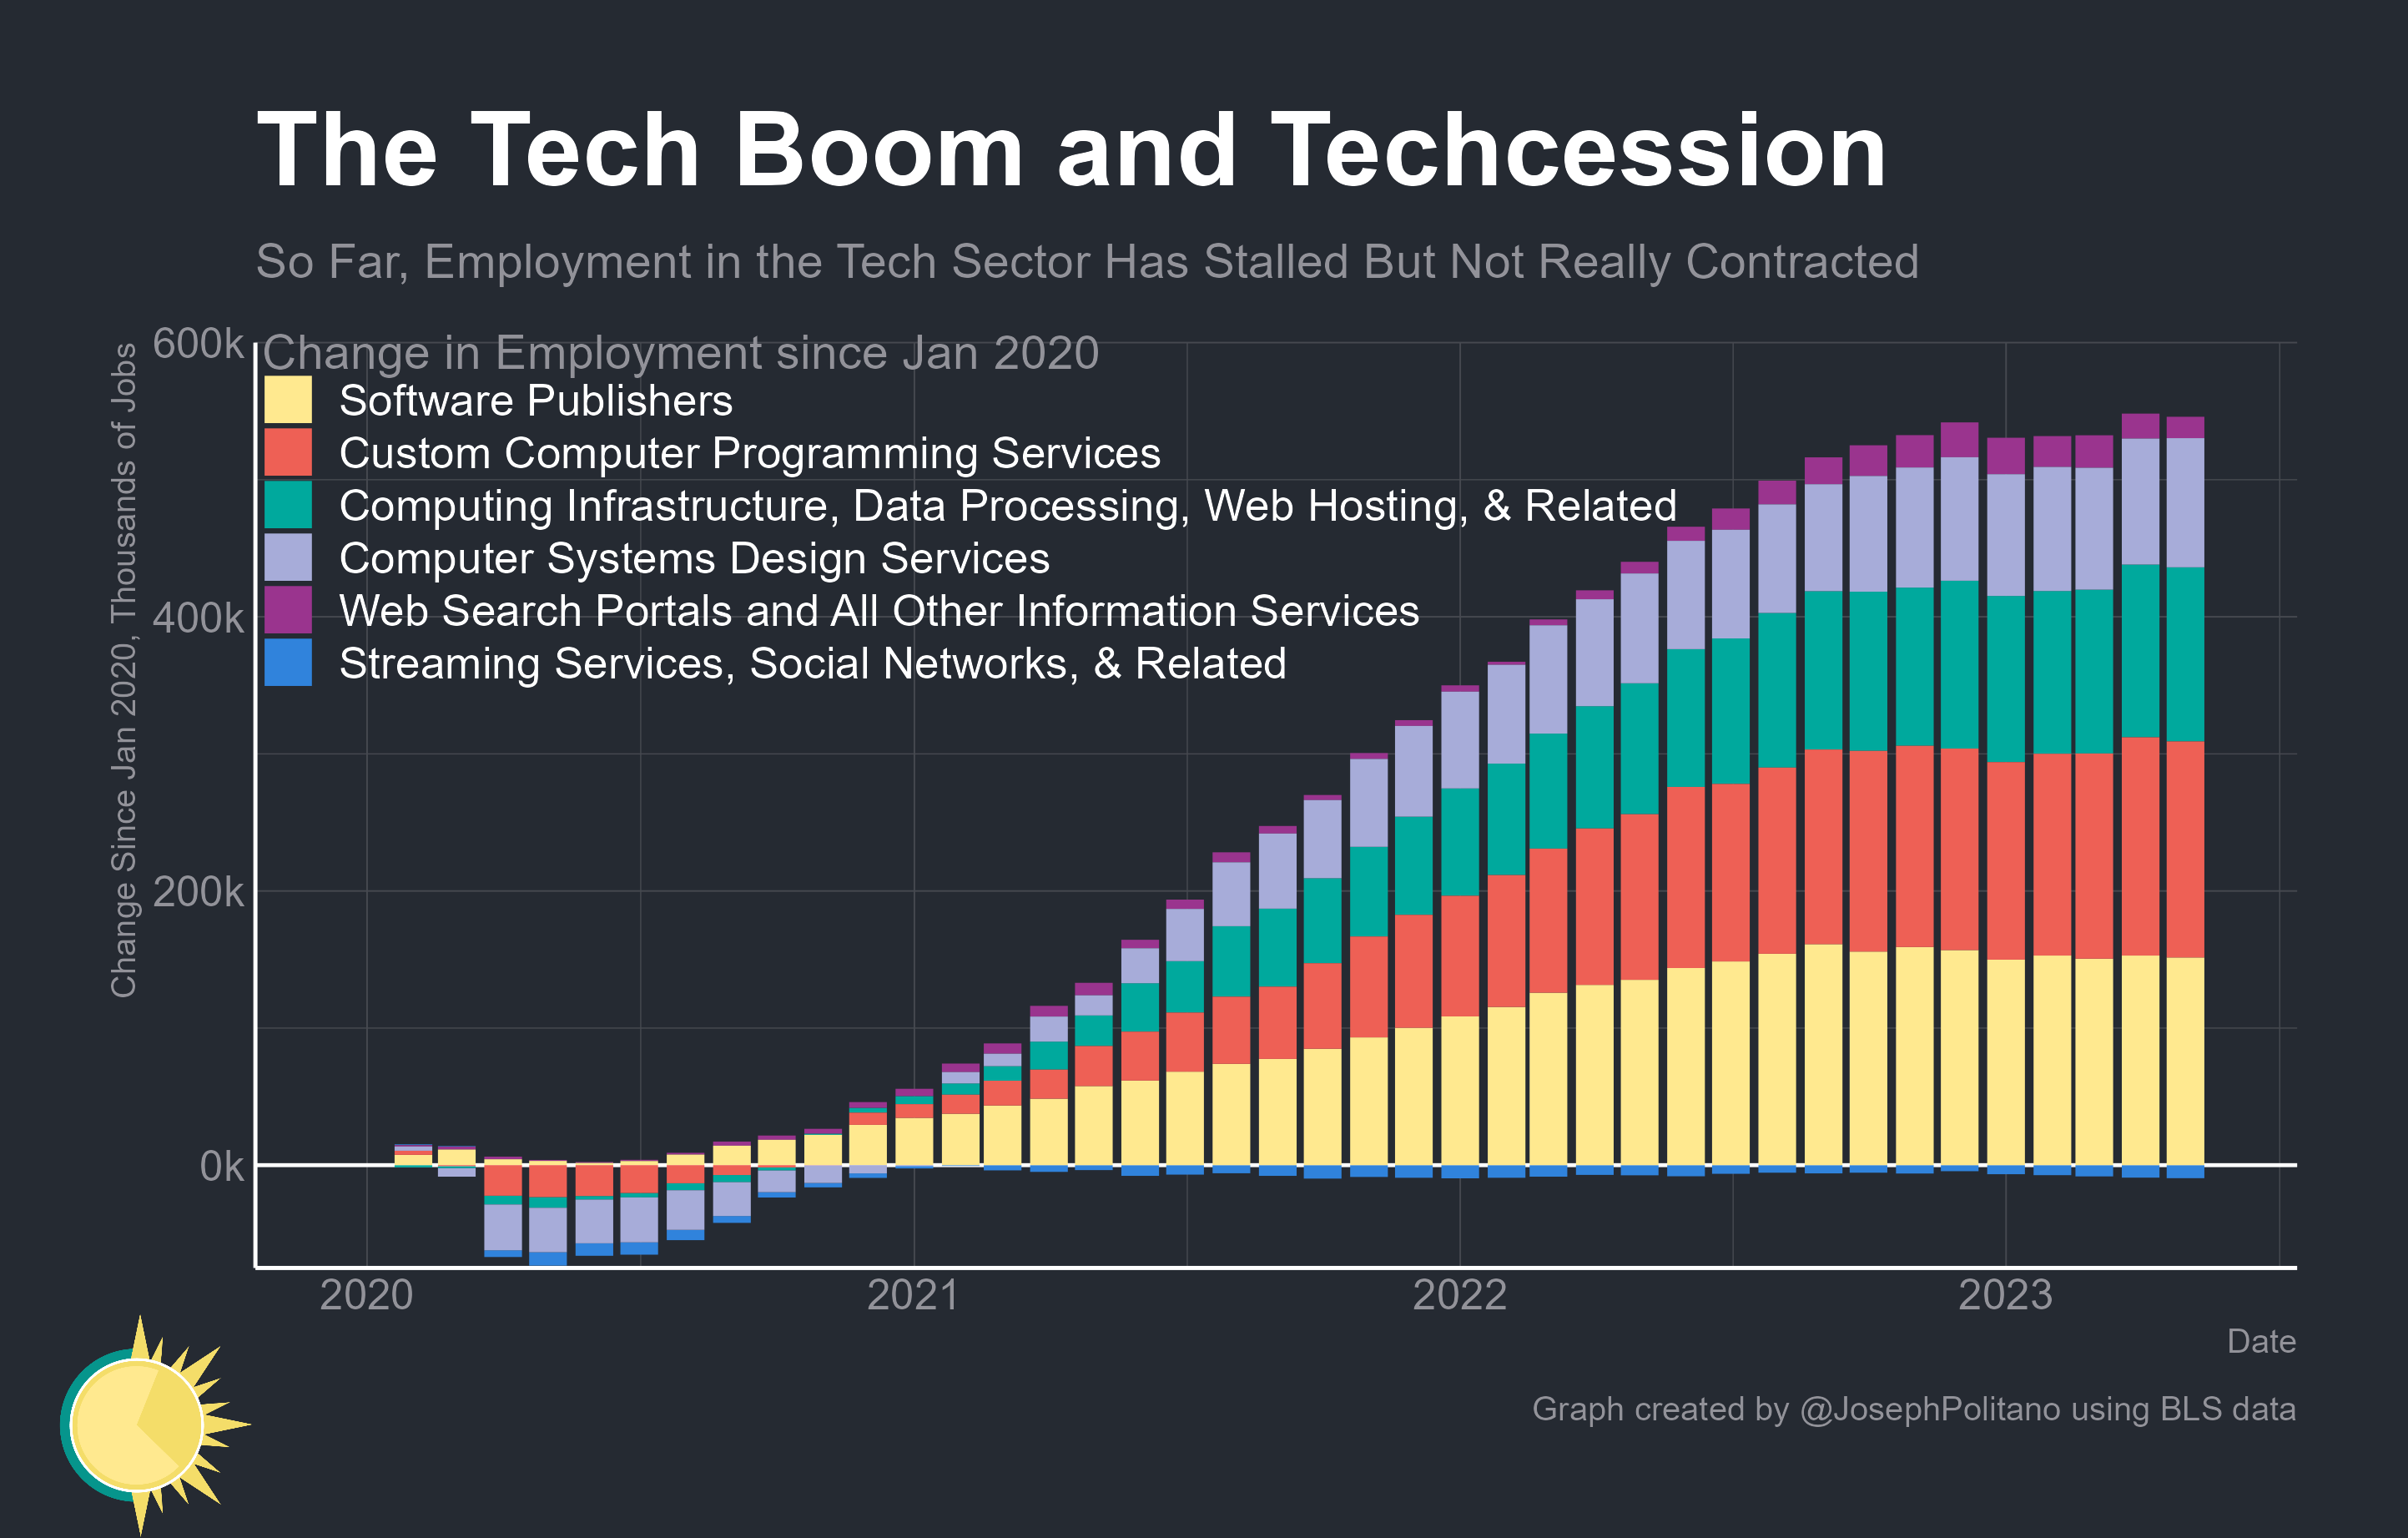 The Tech Boom and Techcession
So Far, Employment in the Tech Sector Has Stalled But Not Really Contracted
Change Since Jan 2020, Thousands of Jobs
600k
400k
200k
0k
Change in Employment since Jan 2020
Software Publishers
Custom Computer Programming Services
Computing Infrastructure, Data Processing, Web Hosting, & Related
Computer Systems Design Services
Web Search Portals and All Other Information Services
Streaming Services, Social Networks, & Related
2020 2021 2022 2023
Date
Graph created by @JosephPolitano using BLS data